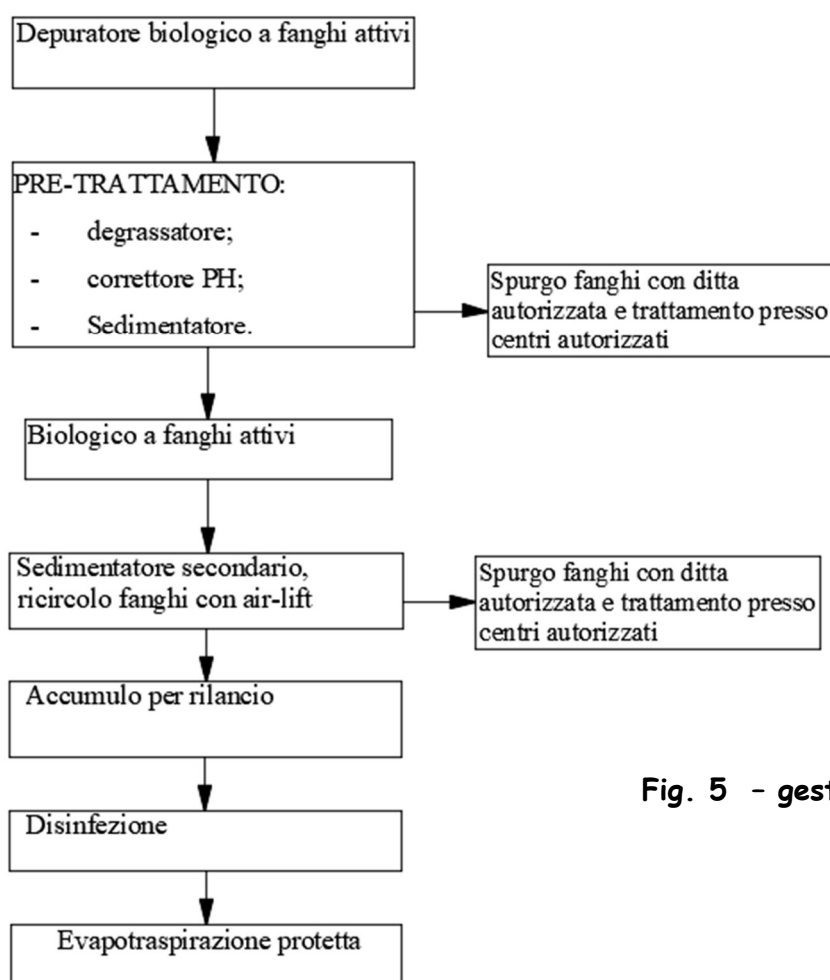 Depuratore biologico a fanghi attivi
PRE-TRATTAMENTO:
- degrassatore;
- correttore PH;
- Sedimentatore.
Spurgo fanghi con ditta
autorizzata e trattamento presso
centri autorizzati
Biologico a fanghi attivi
Sedimentatore secondario,
ricircolo fanghi con air-lift
Spurgo fanghi con ditta
autorizzata e trattamento presso
centri autorizzati
Accumulo per rilancio
Fig. 5 – gest
Disinfezione
Evapotraspirazione protetta